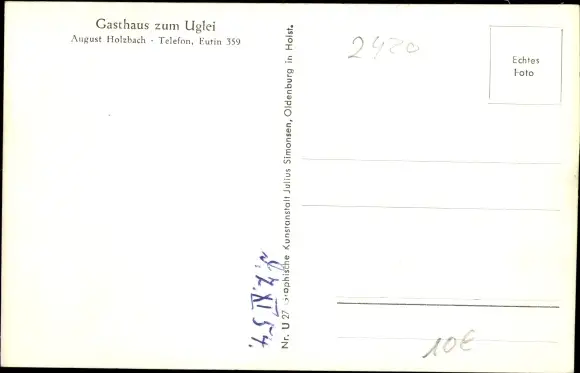 Gasthaus zum Uglei
August Holzbach - Telefon, Eutin 359
Nr. U 27 Graphische Kunstanstalt Julius Simonsen, Oldenburg in Holst.
2420
Echtes
Foto
10€